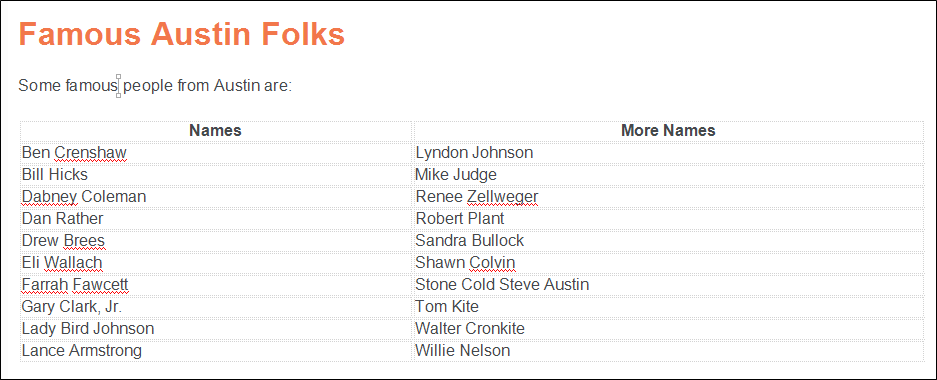 Famous Austin Folks
Some famous people from Austin are:
Names More Names
Ben Crenshaw Lyndon Johnson
Bill Hicks Mike Judge
Dabney Coleman Renee Zellweger
Dan Rather Robert Plant
Drew Brees Sandra Bullock
Eli Wallach Shawn Colvin
Farrah Fawcett Stone Cold Steve Austin
Gary Clark, Jr. Tom Kite
Lady Bird Johnson Walter Cronkite
Lance Armstrong Willie Nelson